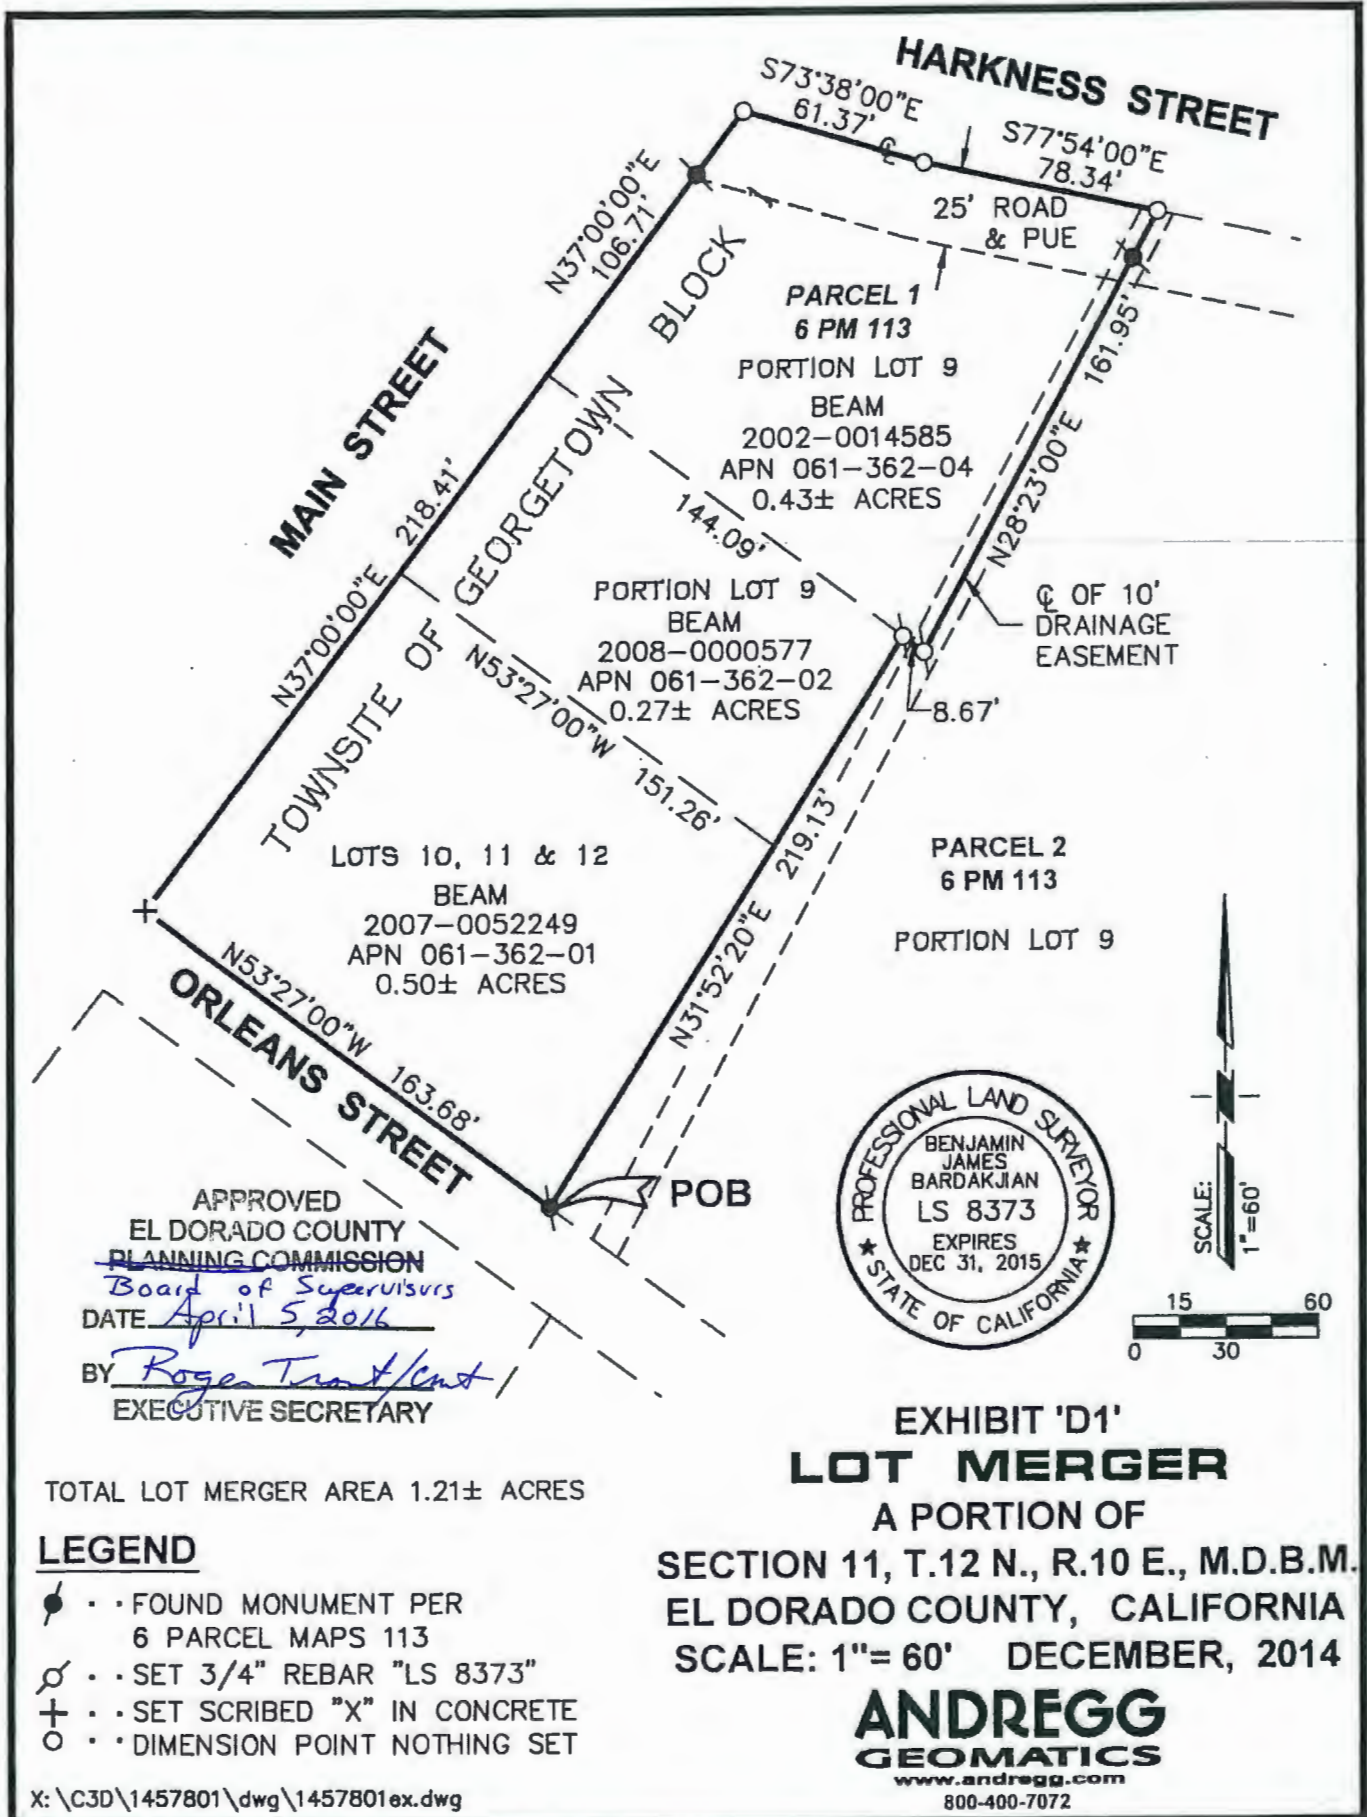 HARKNESS STREET
S73°38'00"E
61.37'
℄
S77°54'00"E
78.34'
25' ROAD
& PUE
N37°00'00"E
106.71'
MAIN STREET
N37°00'00"E 218.41'
TOWNSITE OF GEORGETOWN BLOCK
PARCEL 1
6 PM 113
PORTION LOT 9
BEAM
2002-0014585
APN 061-362-04
0.43± ACRES
144.09'
N28°23'00"E 161.95'
℄ OF 10'
DRAINAGE
EASEMENT
8.67'
PORTION LOT 9
BEAM
2008-0000577
APN 061-362-02
0.27± ACRES
N53°27'00"W 151.26'
N31°52'20"E 219.13'
LOTS 10, 11 & 12
BEAM
2007-0052249
APN 061-362-01
0.50± ACRES
PARCEL 2
6 PM 113
PORTION LOT 9
N53°27'00"W 163.68'
ORLEANS STREET
POB
PROFESSIONAL LAND SURVEYOR
BENJAMIN
JAMES
BARDAKJIAN
LS 8373
EXPIRES
DEC 31, 2015
STATE OF CALIFORNIA
SCALE:
1"=60'
15 60
0 30
APPROVED
EL DORADO COUNTY
PLANNING COMMISSION
Board of Supervisors
DATE April 5, 2016
BY Roger Trout/cmt
EXECUTIVE SECRETARY
TOTAL LOT MERGER AREA 1.21± ACRES
LEGEND
· · FOUND MONUMENT PER
6 PARCEL MAPS 113
· · SET 3/4" REBAR "LS 8373"
· · SET SCRIBED "X" IN CONCRETE
· · DIMENSION POINT NOTHING SET
X:\C3D\1457801\dwg\1457801ex.dwg
EXHIBIT 'D1'
LOT MERGER
A PORTION OF
SECTION 11, T.12 N., R.10 E., M.D.B.M.
EL DORADO COUNTY, CALIFORNIA
SCALE: 1"= 60' DECEMBER, 2014
ANDREGG
GEOMATICS
www.andregg.com
800-400-7072